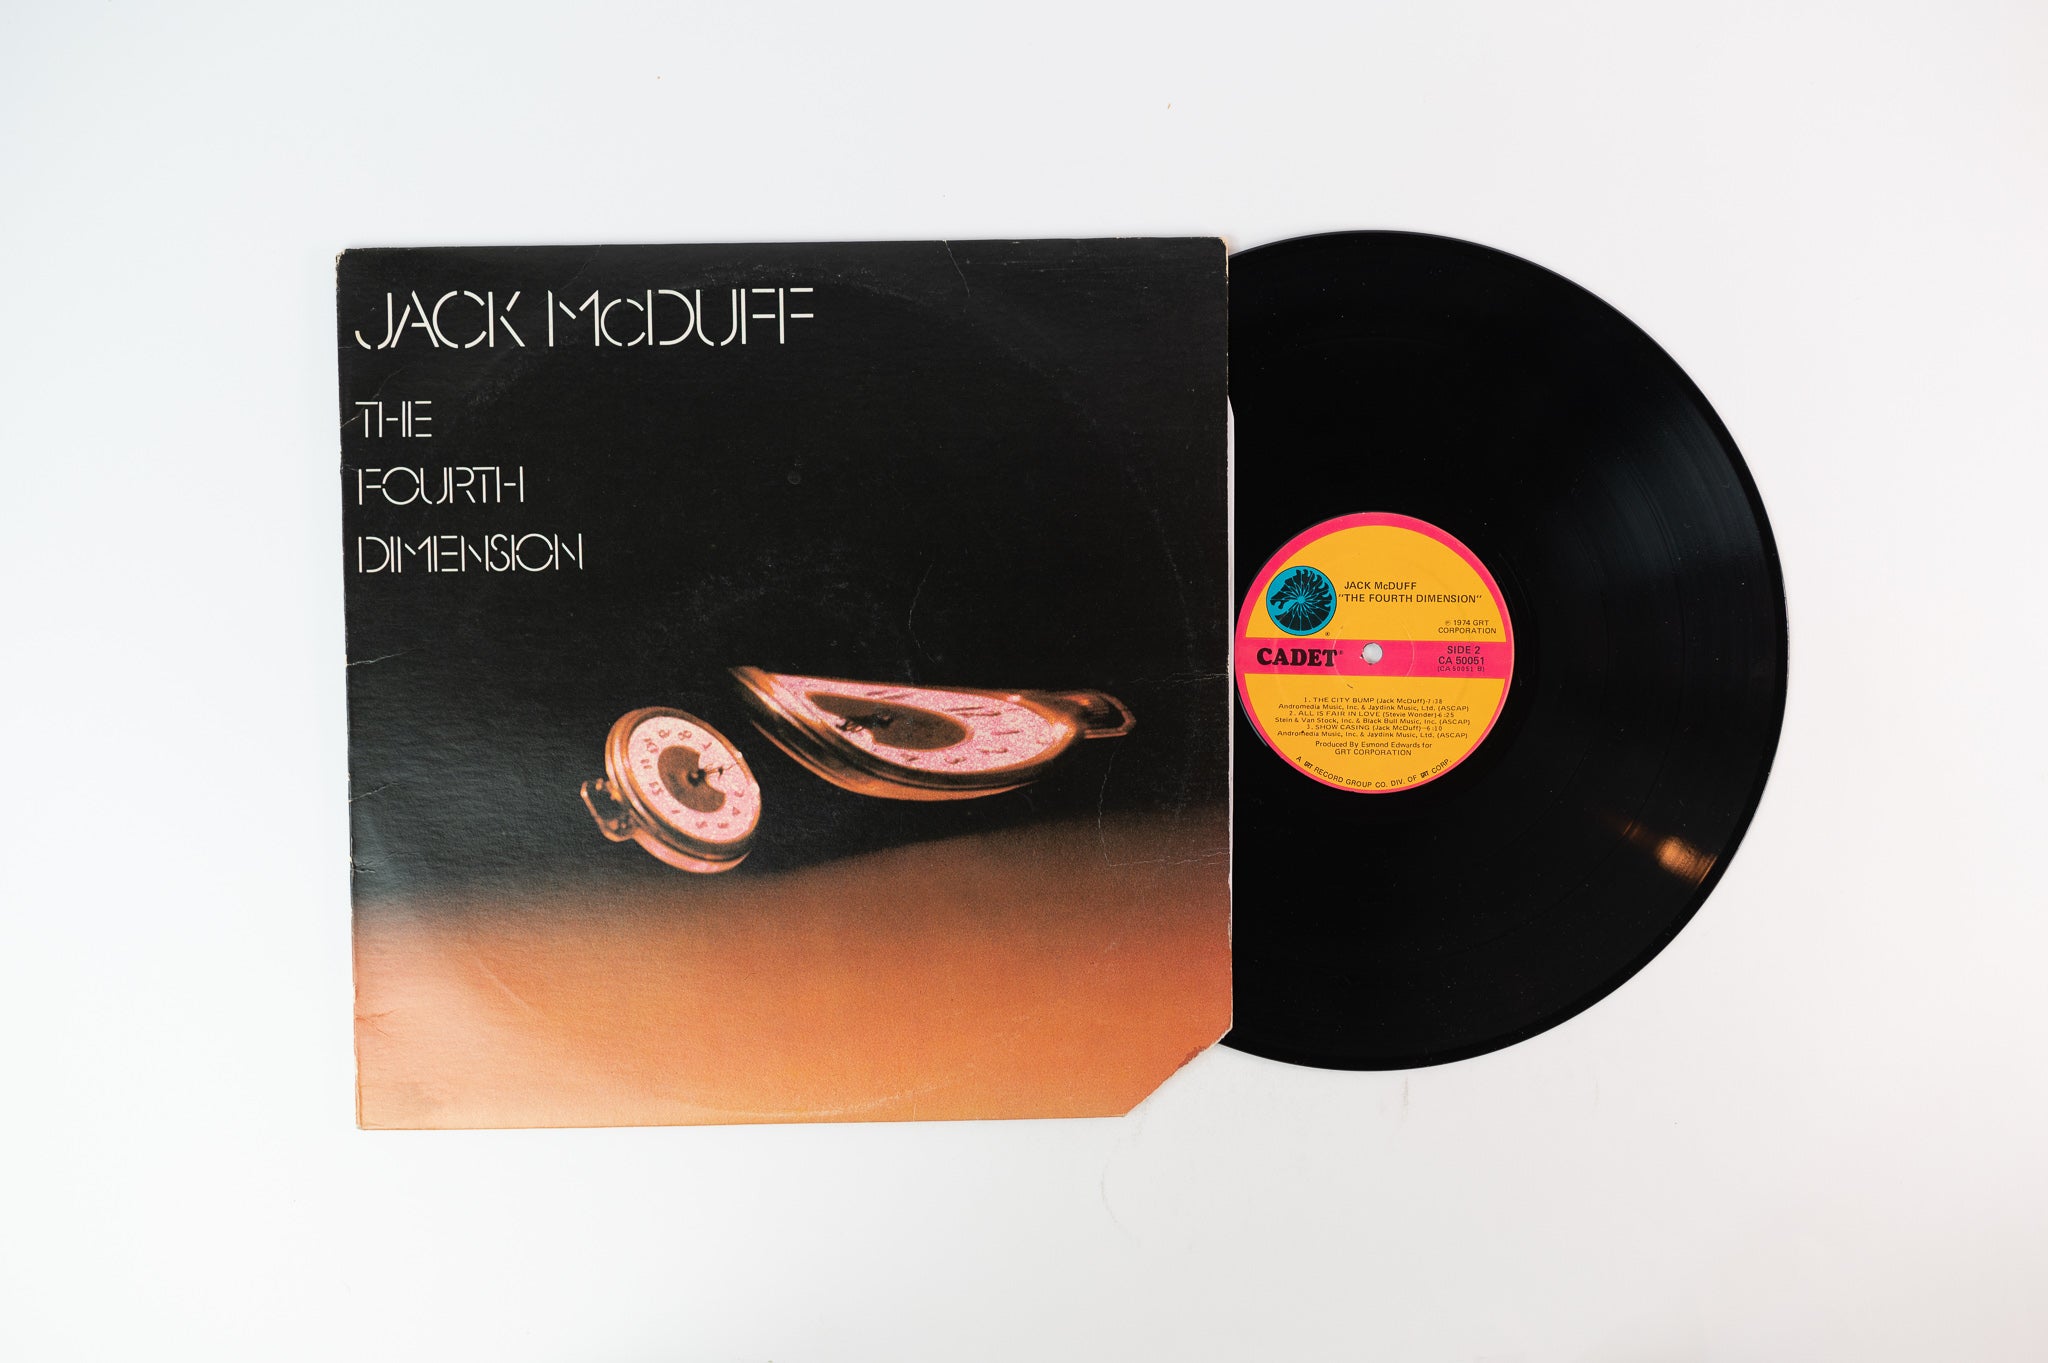 JACK McDUFF
THE
FOURTH
DIMENSION
JACK McDUFF
"THE FOURTH DIMENSION"
®
℗ 1974 GRT
CORPORATION
CADET®
SIDE 2
CA 50051
(CA 50051 B)
1. THE CITY BUMP (Jack McDuff)-7:38
Andromedia Music, Inc. & Jaydink Music, Ltd. (ASCAP)
2. ALL IS FAIR IN LOVE (Stevie Wonder)-6:25
Stein & Van Stock, Inc. & Black Bull Music, Inc. (ASCAP)
3. SHOW CASING (Jack McDuff)-6:10
Andromedia Music, Inc. & Jaydink Music, Ltd. (ASCAP)
Produced By Esmond Edwards for
GRT CORPORATION
A GRT RECORD GROUP CO. DIV. OF GRT CORP.